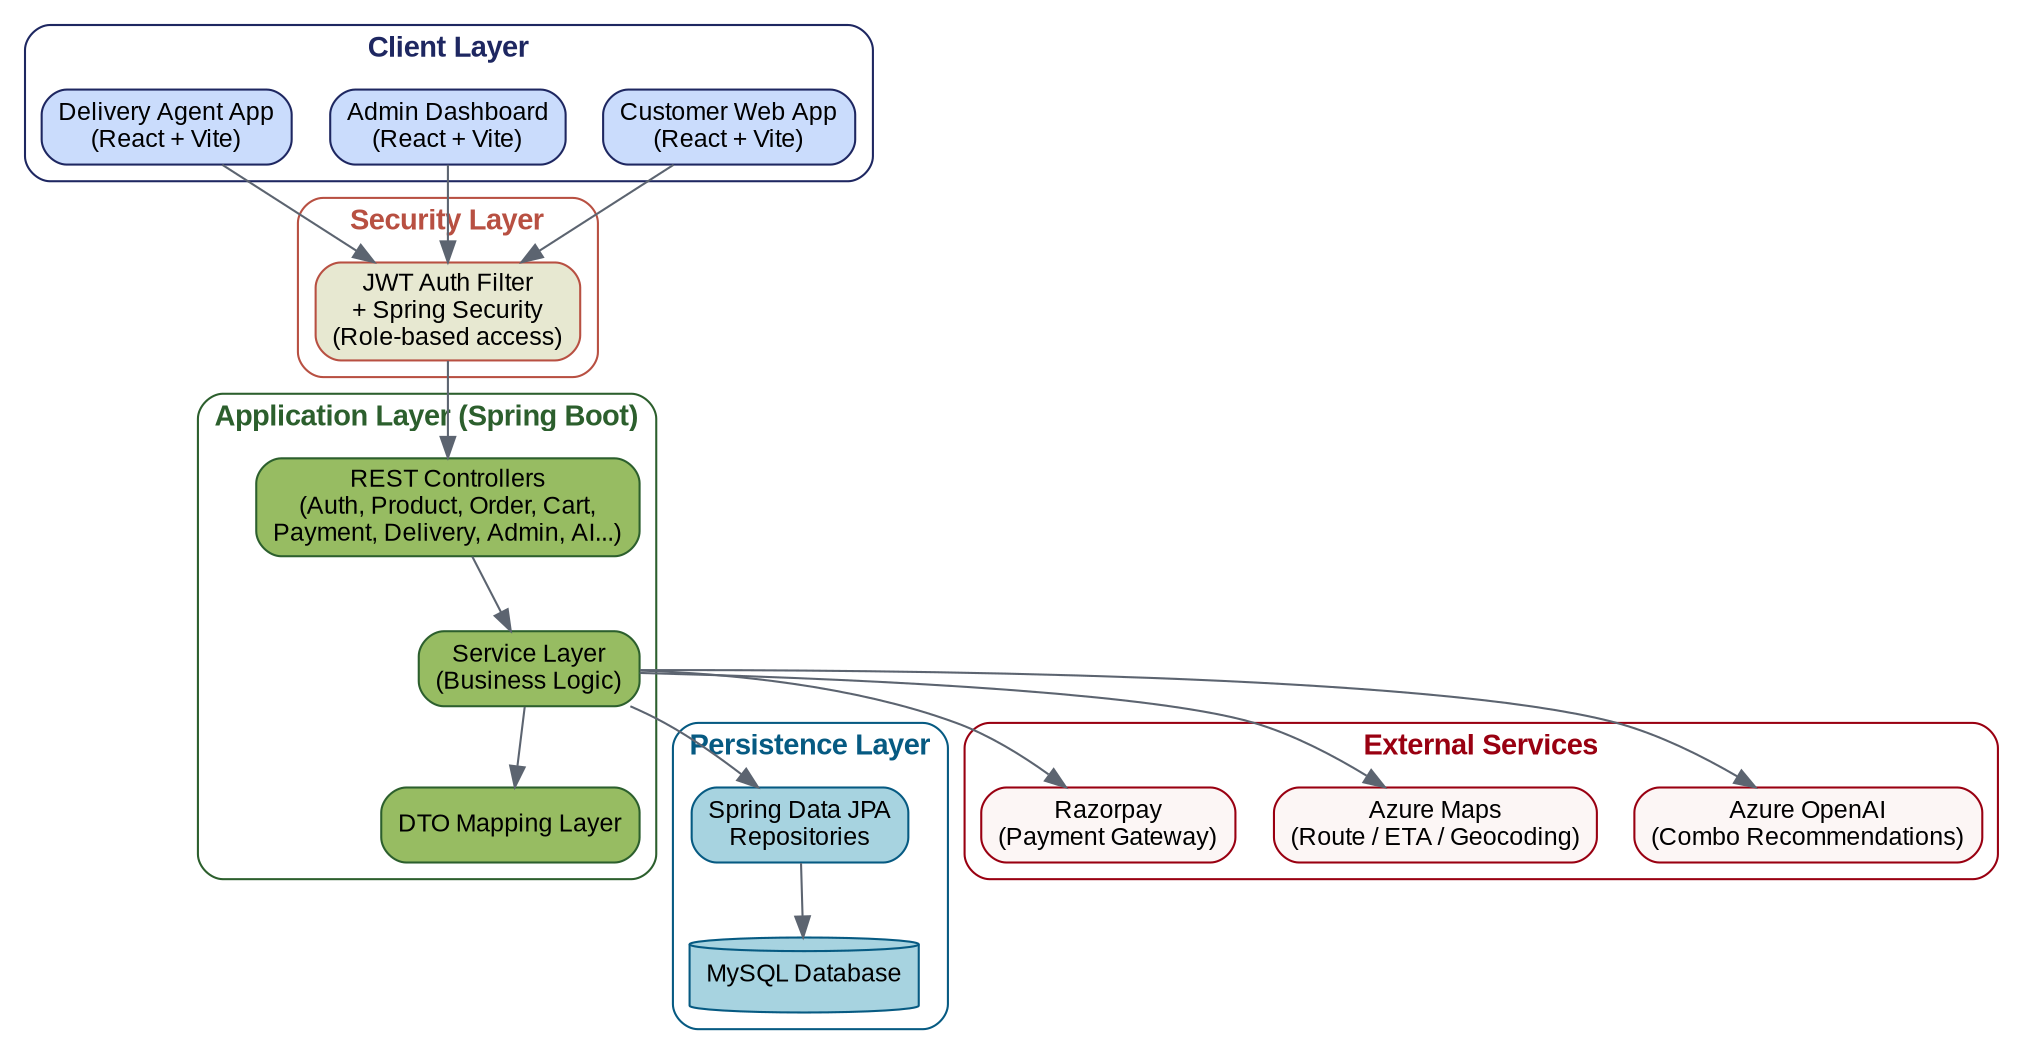 Client Layer
Delivery Agent App
(React + Vite)
Admin Dashboard
(React + Vite)
Customer Web App
(React + Vite)
Security Layer
JWT Auth Filter
+ Spring Security
(Role-based access)
Application Layer (Spring Boot)
REST Controllers
(Auth, Product, Order, Cart,
Payment, Delivery, Admin, AI...)
Service Layer
(Business Logic)
DTO Mapping Layer
Persistence Layer
Spring Data JPA
Repositories
MySQL Database
External Services
Razorpay
(Payment Gateway)
Azure Maps
(Route / ETA / Geocoding)
Azure OpenAI
(Combo Recommendations)